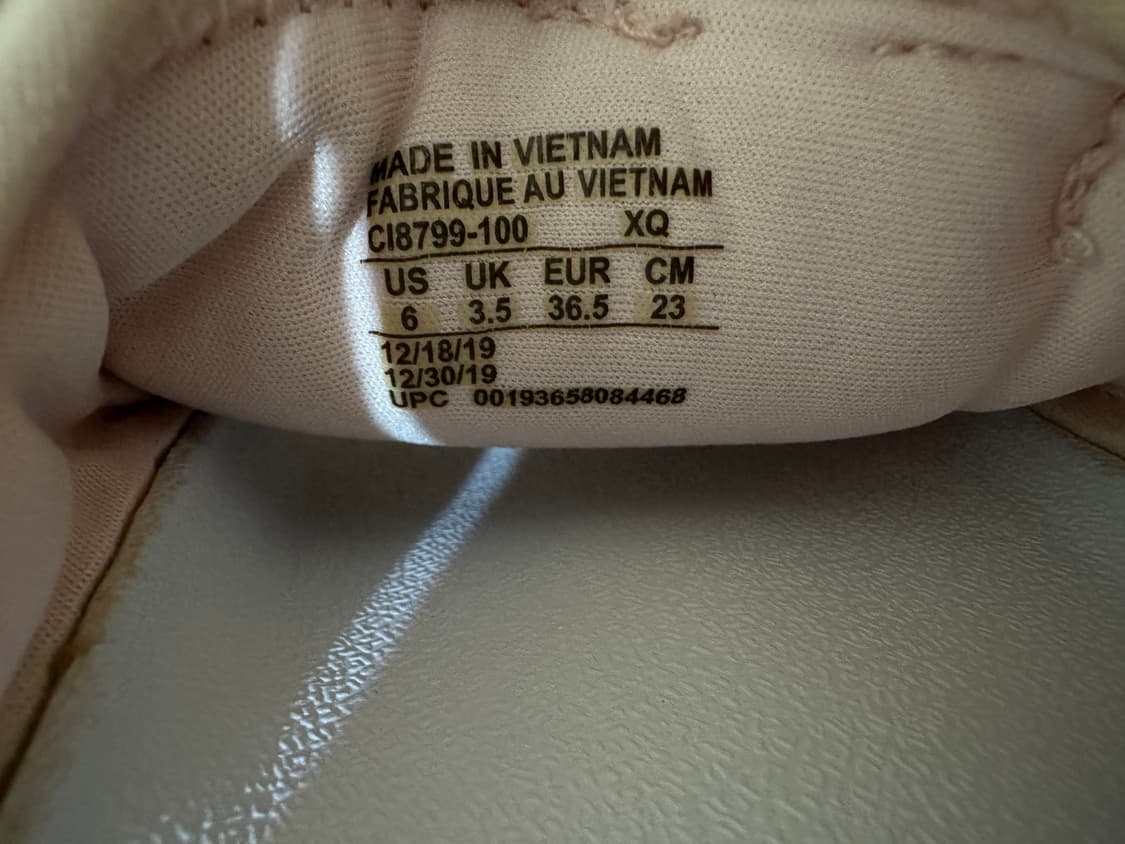 MADE IN VIETNAM
FABRIQUE AU VIETNAM
CI8799-100 XQ
US UK EUR CM
6 3.5 36.5 23
12/18/19
12/30/19
UPC 00193658084468